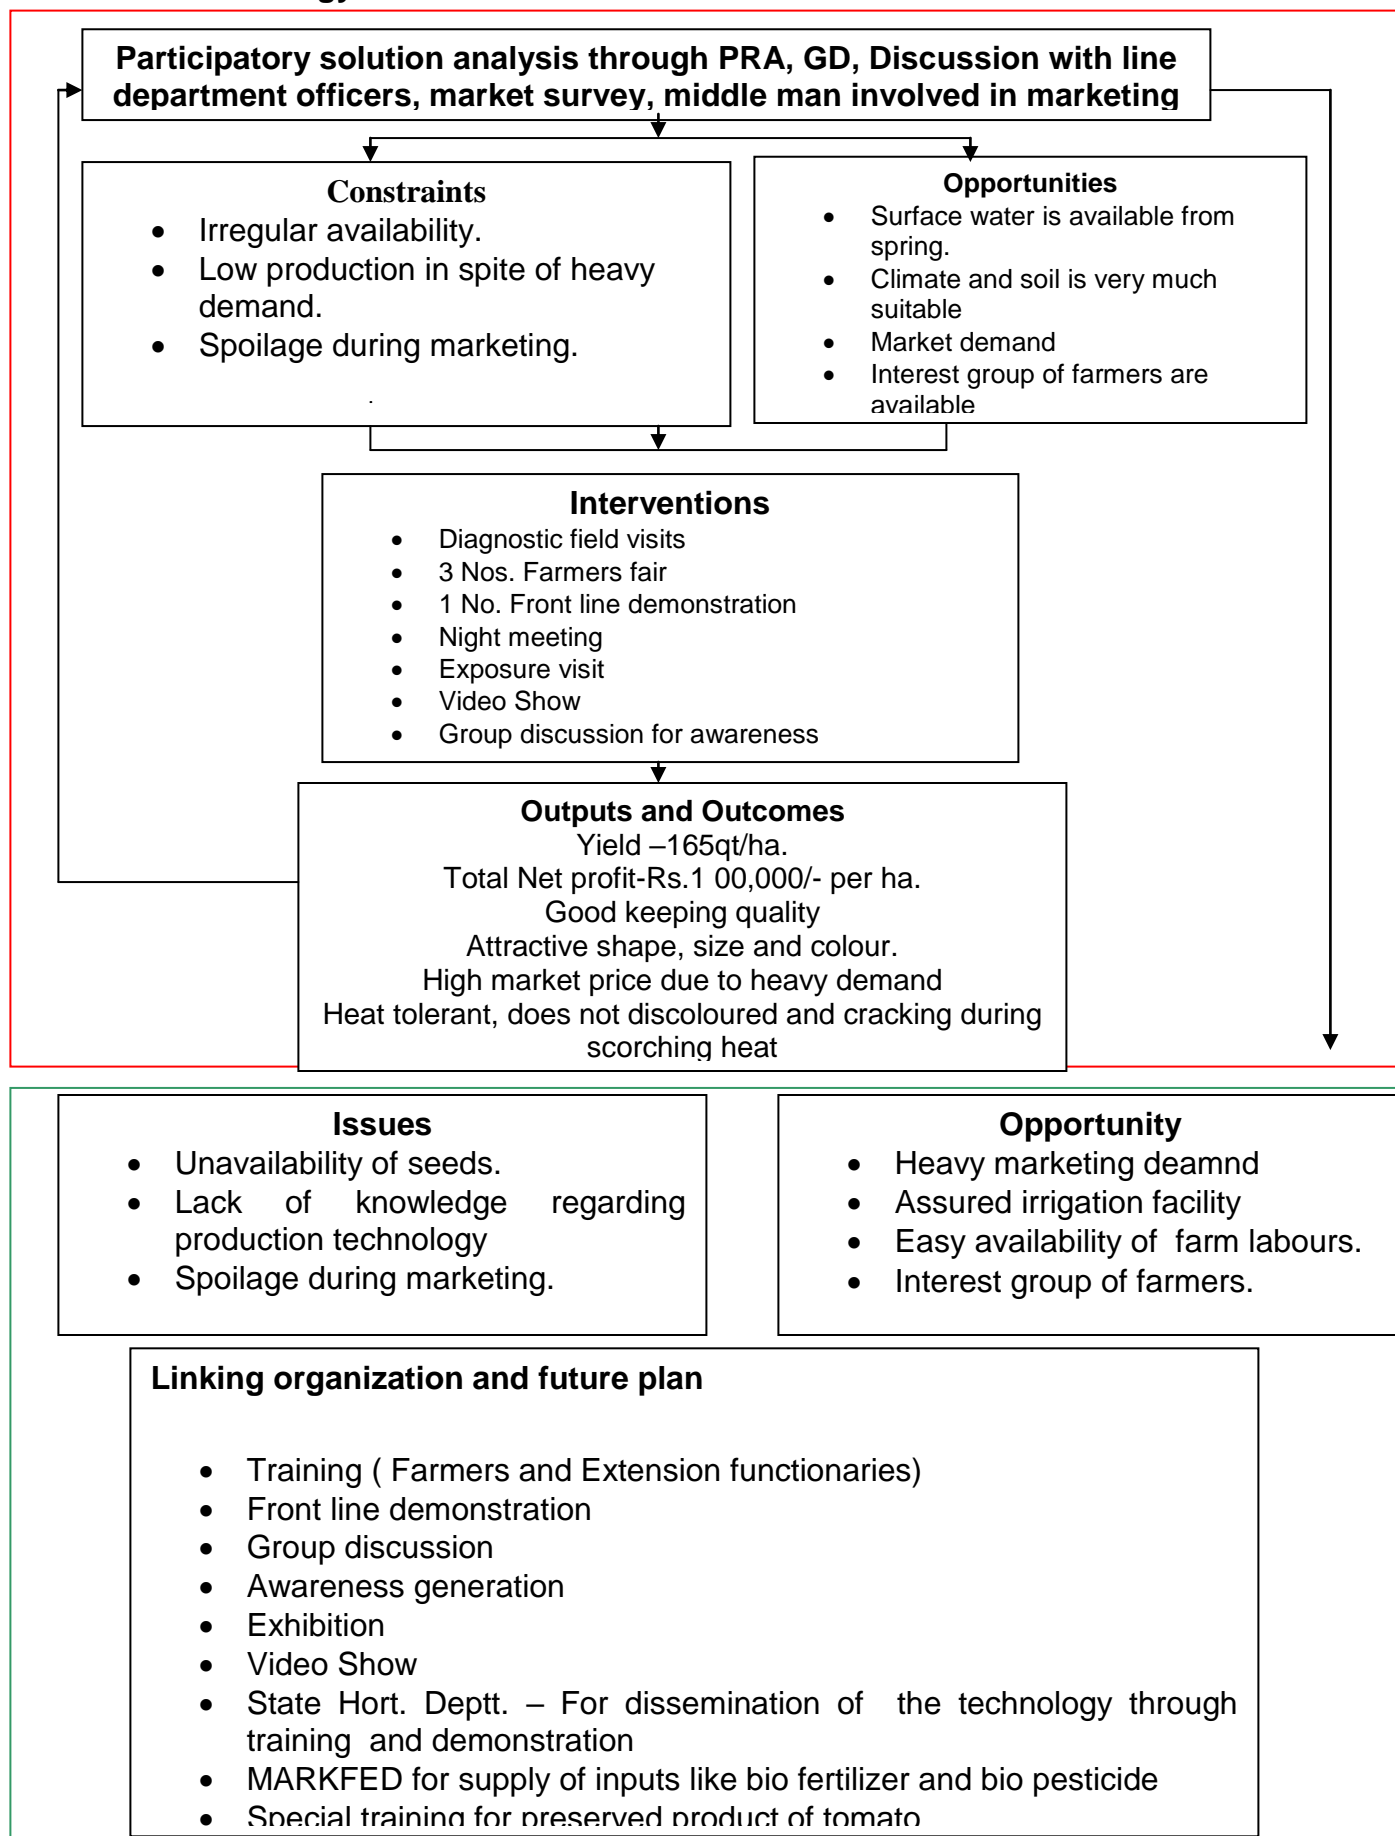 gy
Participatory solution analysis through PRA, GD, Discussion with line
department officers, market survey, middle man involved in marketing
Constraints
• Irregular availability.
• Low production in spite of heavy
demand.
• Spoilage during marketing.
.
Opportunities
• Surface water is available from
spring.
• Climate and soil is very much
suitable
• Market demand
• Interest group of farmers are
available
Interventions
• Diagnostic field visits
• 3 Nos. Farmers fair
• 1 No. Front line demonstration
• Night meeting
• Exposure visit
• Video Show
• Group discussion for awareness
Outputs and Outcomes
Yield –165qt/ha.
Total Net profit-Rs.1 00,000/- per ha.
Good keeping quality
Attractive shape, size and colour.
High market price due to heavy demand
Heat tolerant, does not discoloured and cracking during
scorching heat
Issues
• Unavailability of seeds.
• Lack of knowledge regarding
production technology
• Spoilage during marketing.
Opportunity
• Heavy marketing deamnd
• Assured irrigation facility
• Easy availability of farm labours.
• Interest group of farmers.
Linking organization and future plan
• Training ( Farmers and Extension functionaries)
• Front line demonstration
• Group discussion
• Awareness generation
• Exhibition
• Video Show
• State Hort. Deptt. – For dissemination of the technology through
training and demonstration
• MARKFED for supply of inputs like bio fertilizer and bio pesticide
• Special training for preserved product of tomato